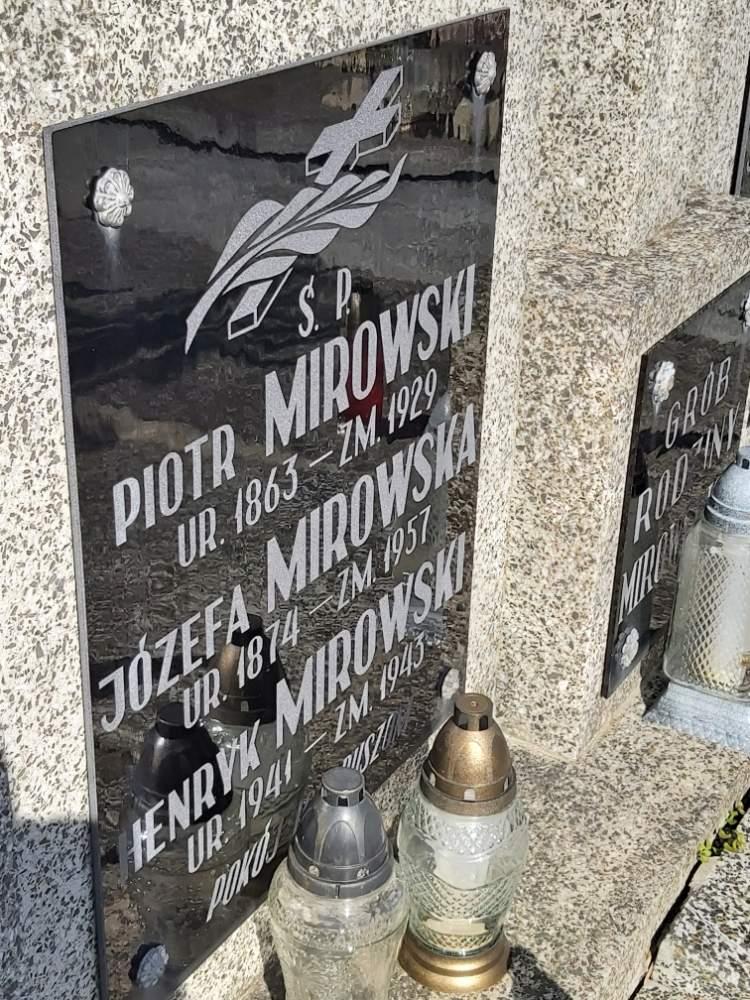 Ś. P.
PIOTR MIROWSKI
UR. 1863 – ZM. 1929
JÓZEFA MIROWSKA
UR. 1874 – ZM. 1957
HENRYK MIROWSKI
UR. 1941 – ZM. 1943
POKÓJ
GRÓB